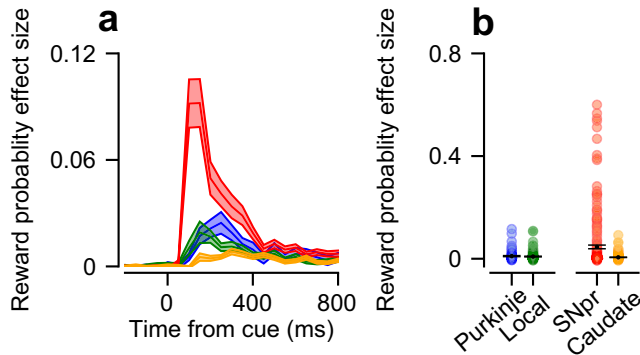 a
Reward probablity effect size
0.12
0.06
0
0
400
800
Time from cue (ms)
b
Reward probablity effect size
0.8
0.4
0
Purkinje
Local
SNpr
Caudate